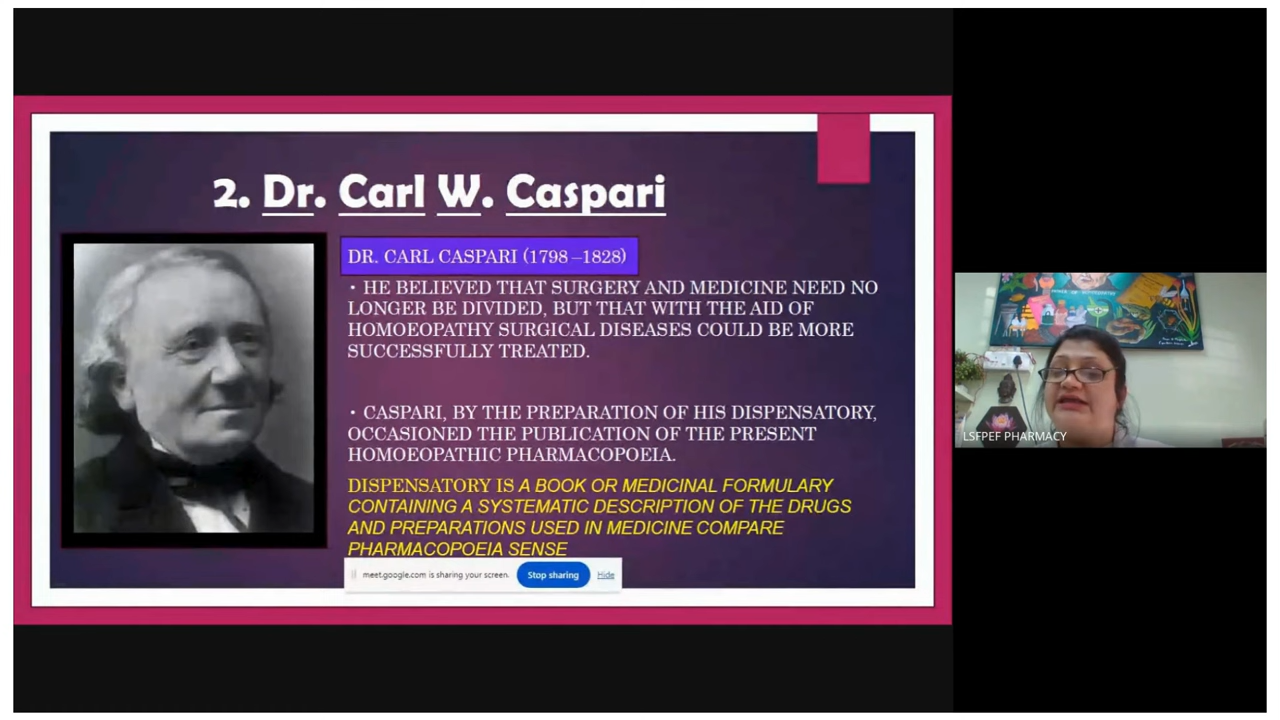 2. Dr. Carl W. Caspari
DR. CARL CASPARI (1798 –1828)
• HE BELIEVED THAT SURGERY AND MEDICINE NEED NO
LONGER BE DIVIDED, BUT THAT WITH THE AID OF
HOMOEOPATHY SURGICAL DISEASES COULD BE MORE
SUCCESSFULLY TREATED.
• CASPARI, BY THE PREPARATION OF HIS DISPENSATORY,
OCCASIONED THE PUBLICATION OF THE PRESENT
HOMOEOPATHIC PHARMACOPOEIA.
DISPENSATORY IS A BOOK OR MEDICINAL FORMULARY
CONTAINING A SYSTEMATIC DESCRIPTION OF THE DRUGS
AND PREPARATIONS USED IN MEDICINE COMPARE
PHARMACOPOEIA SENSE
meet.google.com is sharing your screen.
Stop sharing
Hide
LSFPEF PHARMACY